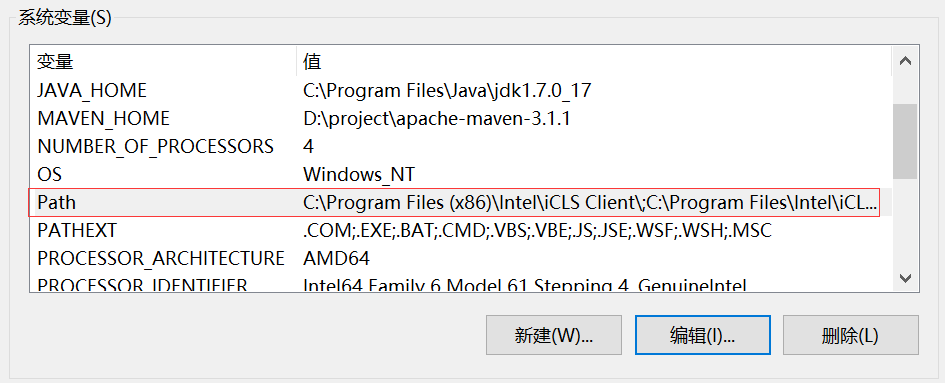 系统变量(S)
变量 值
JAVA_HOME C:\Program Files\Java\jdk1.7.0_17
MAVEN_HOME D:\project\apache-maven-3.1.1
NUMBER_OF_PROCESSORS 4
OS Windows_NT
Path C:\Program Files (x86)\Intel\iCLS Client\;C:\Program Files\Intel\iCL...
PATHEXT .COM;.EXE;.BAT;.CMD;.VBS;.VBE;.JS;.JSE;.WSF;.WSH;.MSC
PROCESSOR_ARCHITECTURE AMD64
PROCESSOR_IDENTIFIER Intel64 Family 6 Model 61 Stepping 4, GenuineIntel
新建(W)... 编辑(I)... 删除(L)